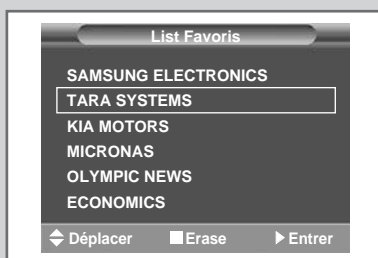 List Favoris
SAMSUNG ELECTRONICS
TARA SYSTEMS
KIA MOTORS
MICRONAS
OLYMPIC NEWS
ECONOMICS
Déplacer Erase Entrer